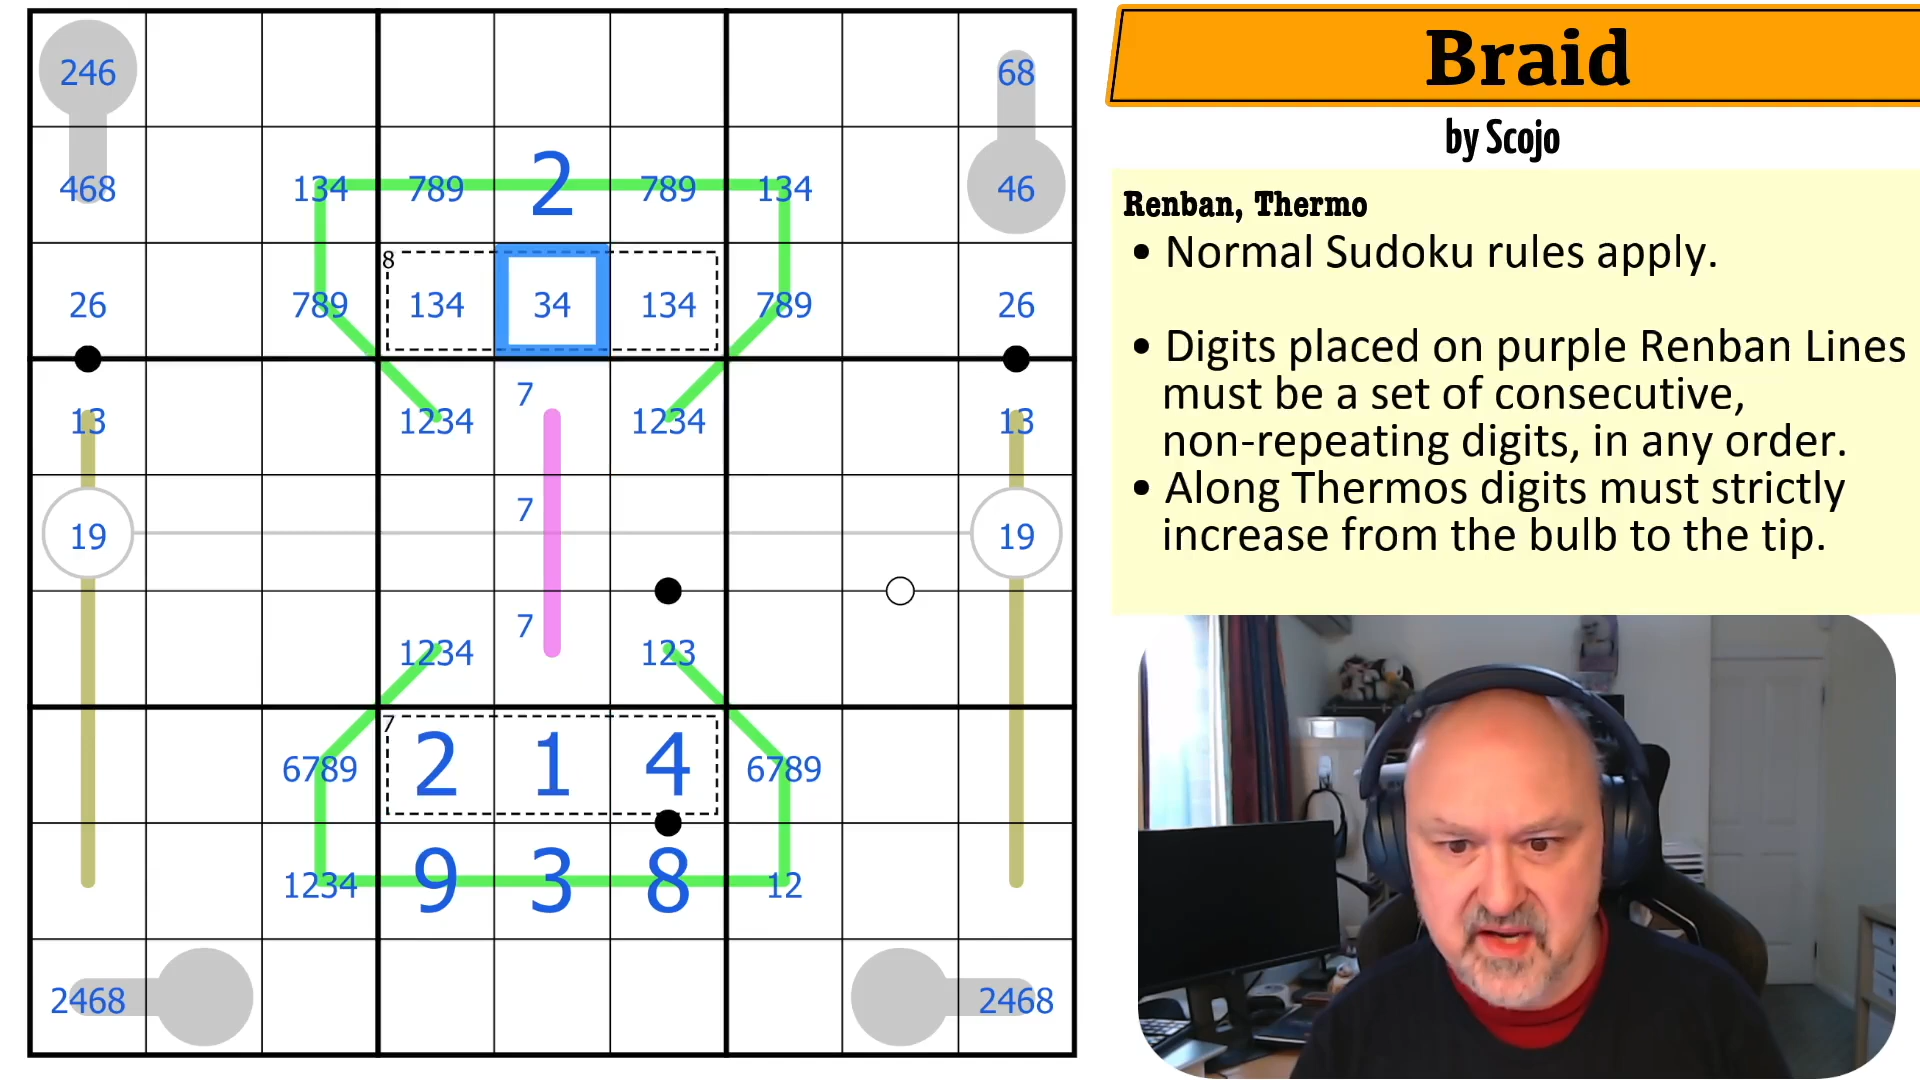 Braid
by Scojo
Renban, Thermo
• Normal Sudoku rules apply.
• Digits placed on purple Renban Lines
must be a set of consecutive,
non-repeating digits, in any order.
• Along Thermos digits must strictly
increase from the bulb to the tip.
246 68
468 134 789 2 789 134 46
8
26 789 134 34 134 789 26
7
13 1234 1234 13
7
19 19
7
1234 123
7
6789 2 1 4 6789
1234 9 3 8 12
2468 2468